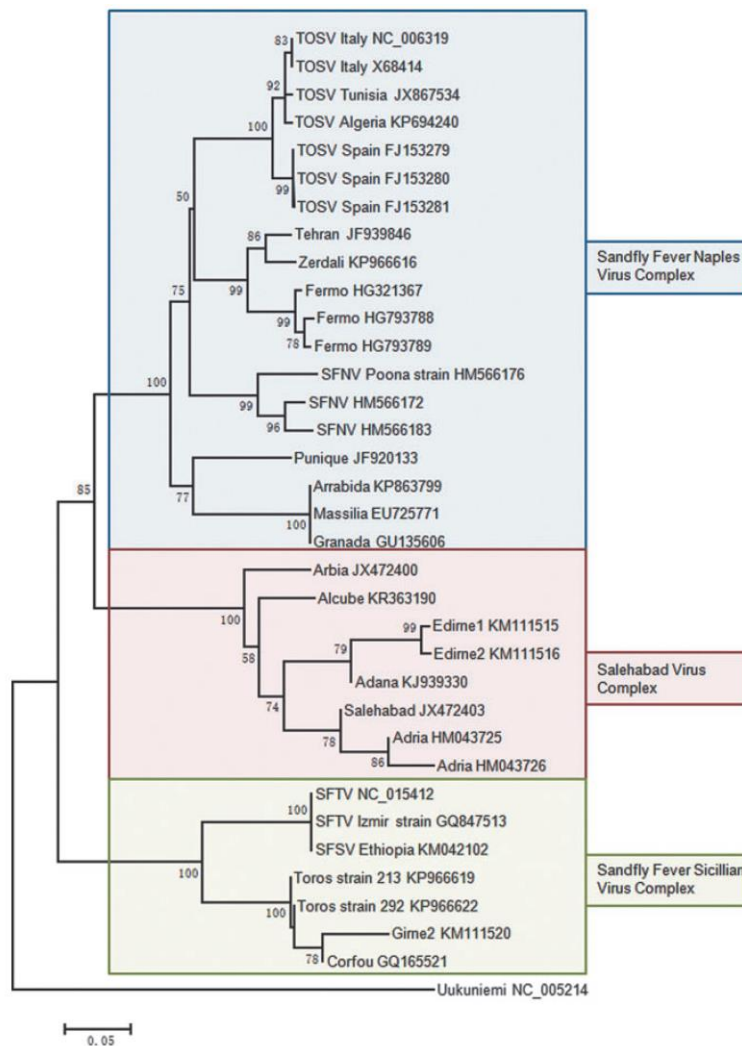 83
TOSV Italy NC_006319
TOSV Italy X68414
92
TOSV Tunisia JX867534
TOSV Algeria KP694240
100
TOSV Spain FJ153279
TOSV Spain FJ153280
99
TOSV Spain FJ153281
50
86
Tehran JF939846
Zerdali KP966616
99
Fermo HG321367
99
Fermo HG793788
78
Fermo HG793789
75
SFNV Poona strain HM566176
99
SFNV HM566172
96
SFNV HM566183
100
Punique JF920133
77
Arrabida KP863799
Massilia EU725771
100
Granada GU135606
Sandfly Fever Naples
Virus Complex
85
Arbia JX472400
100
Alcube KR363190
58
99
Edirne1 KM111515
Edirne2 KM111516
79
Adana KJ939330
74
Salehabad JX472403
78
Adria HM043725
86
Adria HM043726
Salehabad Virus
Complex
SFTV NC_015412
100
SFTV Izmir strain GQ847513
SFSV Ethiopia KM042102
100
Toros strain 213 KP966619
Toros strain 292 KP966622
100
Girne2 KM111520
78
Corfou GQ165521
Sandfly Fever Sicillian
Virus Complex
Uukuniemi NC_005214
0.05